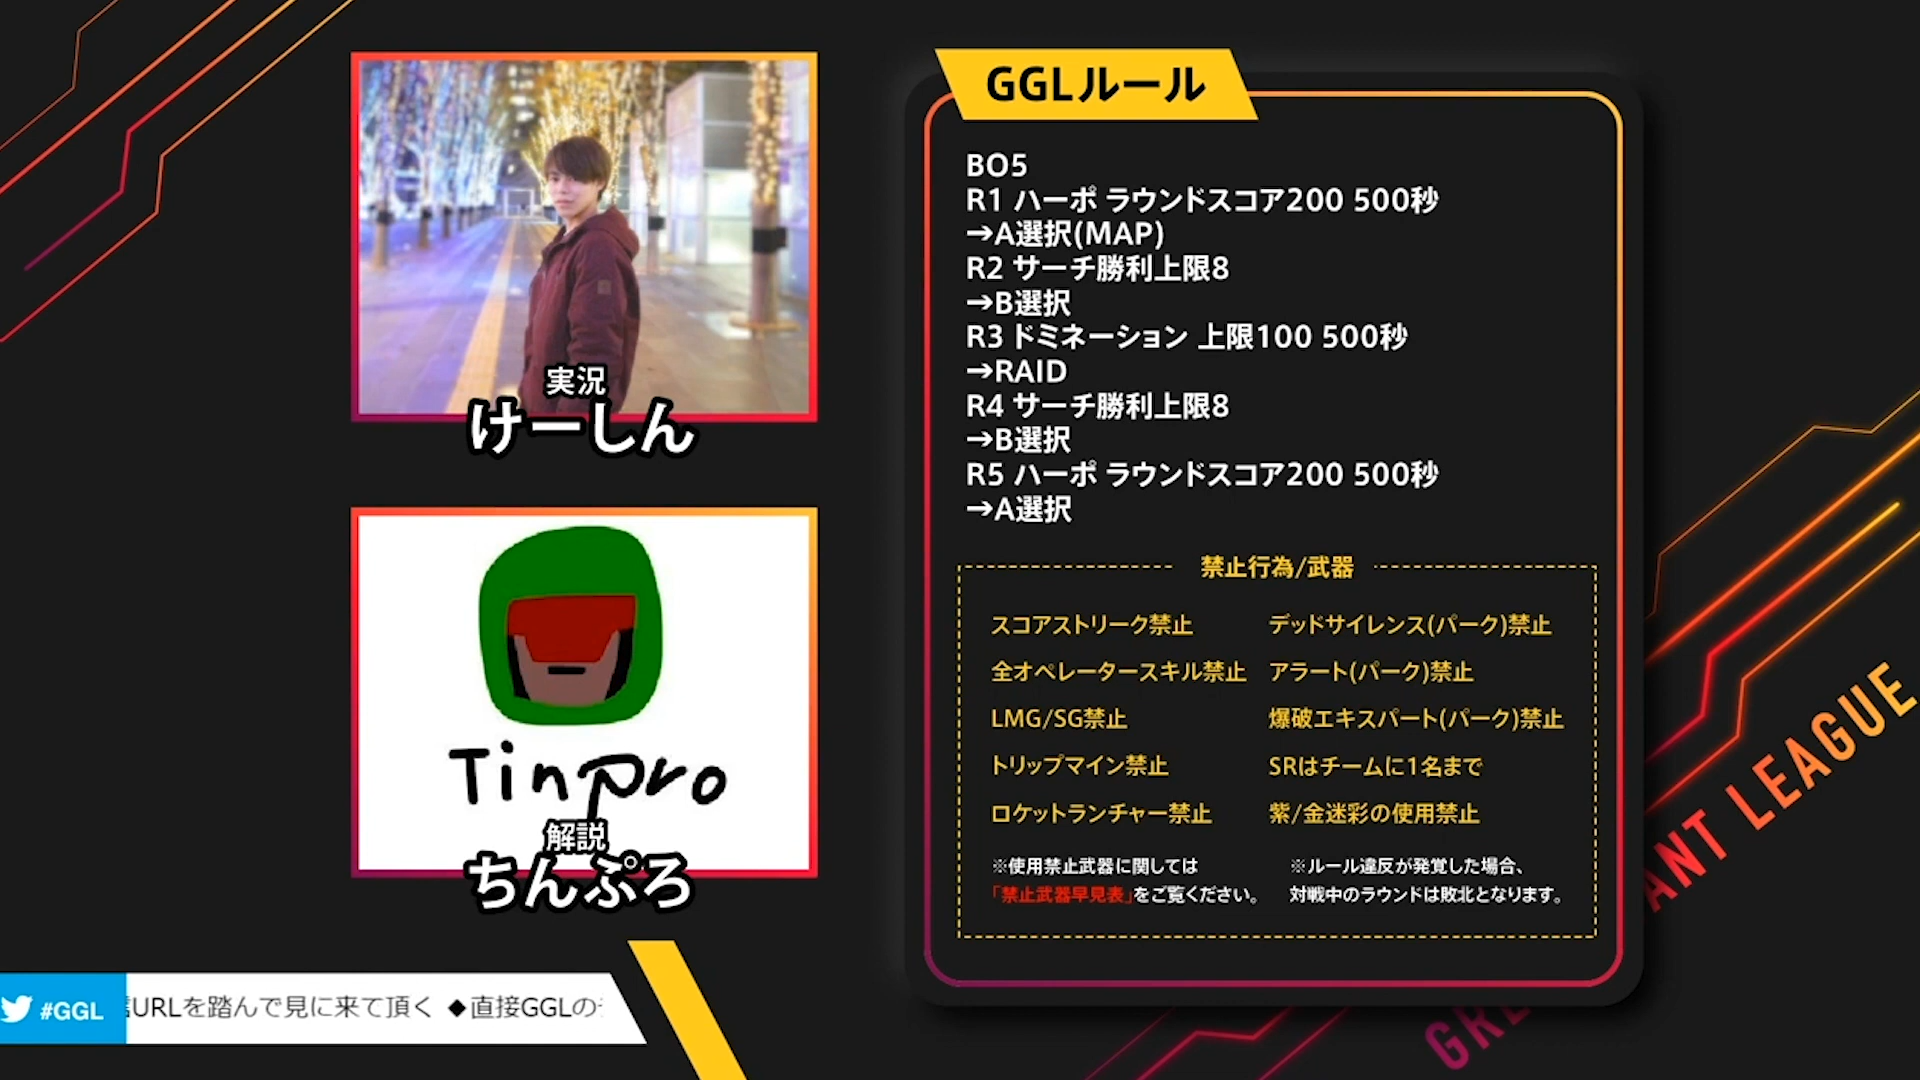 実況
けーしん
Tinpro
解説
ちんぷろ
#GGL
URLを踏んで見に来て頂く ◆直接GGLの
GGLルール
BO5
R1 ハーポ ラウンドスコア200 500秒
→A選択(MAP)
R2 サーチ勝利上限8
→B選択
R3 ドミネーション 上限100 500秒
→RAID
R4 サーチ勝利上限8
→B選択
R5 ハーポ ラウンドスコア200 500秒
→A選択
禁止行為/武器
スコアストリーク禁止
全オペレータースキル禁止
LMG/SG禁止
トリップマイン禁止
ロケットランチャー禁止
デッドサイレンス(パーク)禁止
アラート(パーク)禁止
爆破エキスパート(パーク)禁止
SRはチームに1名まで
紫/金迷彩の使用禁止
※使用禁止武器に関しては
「禁止武器早見表」をご覧ください。
※ルール違反が発覚した場合、
対戦中のラウンドは敗北となります。
ANT LEAGUE